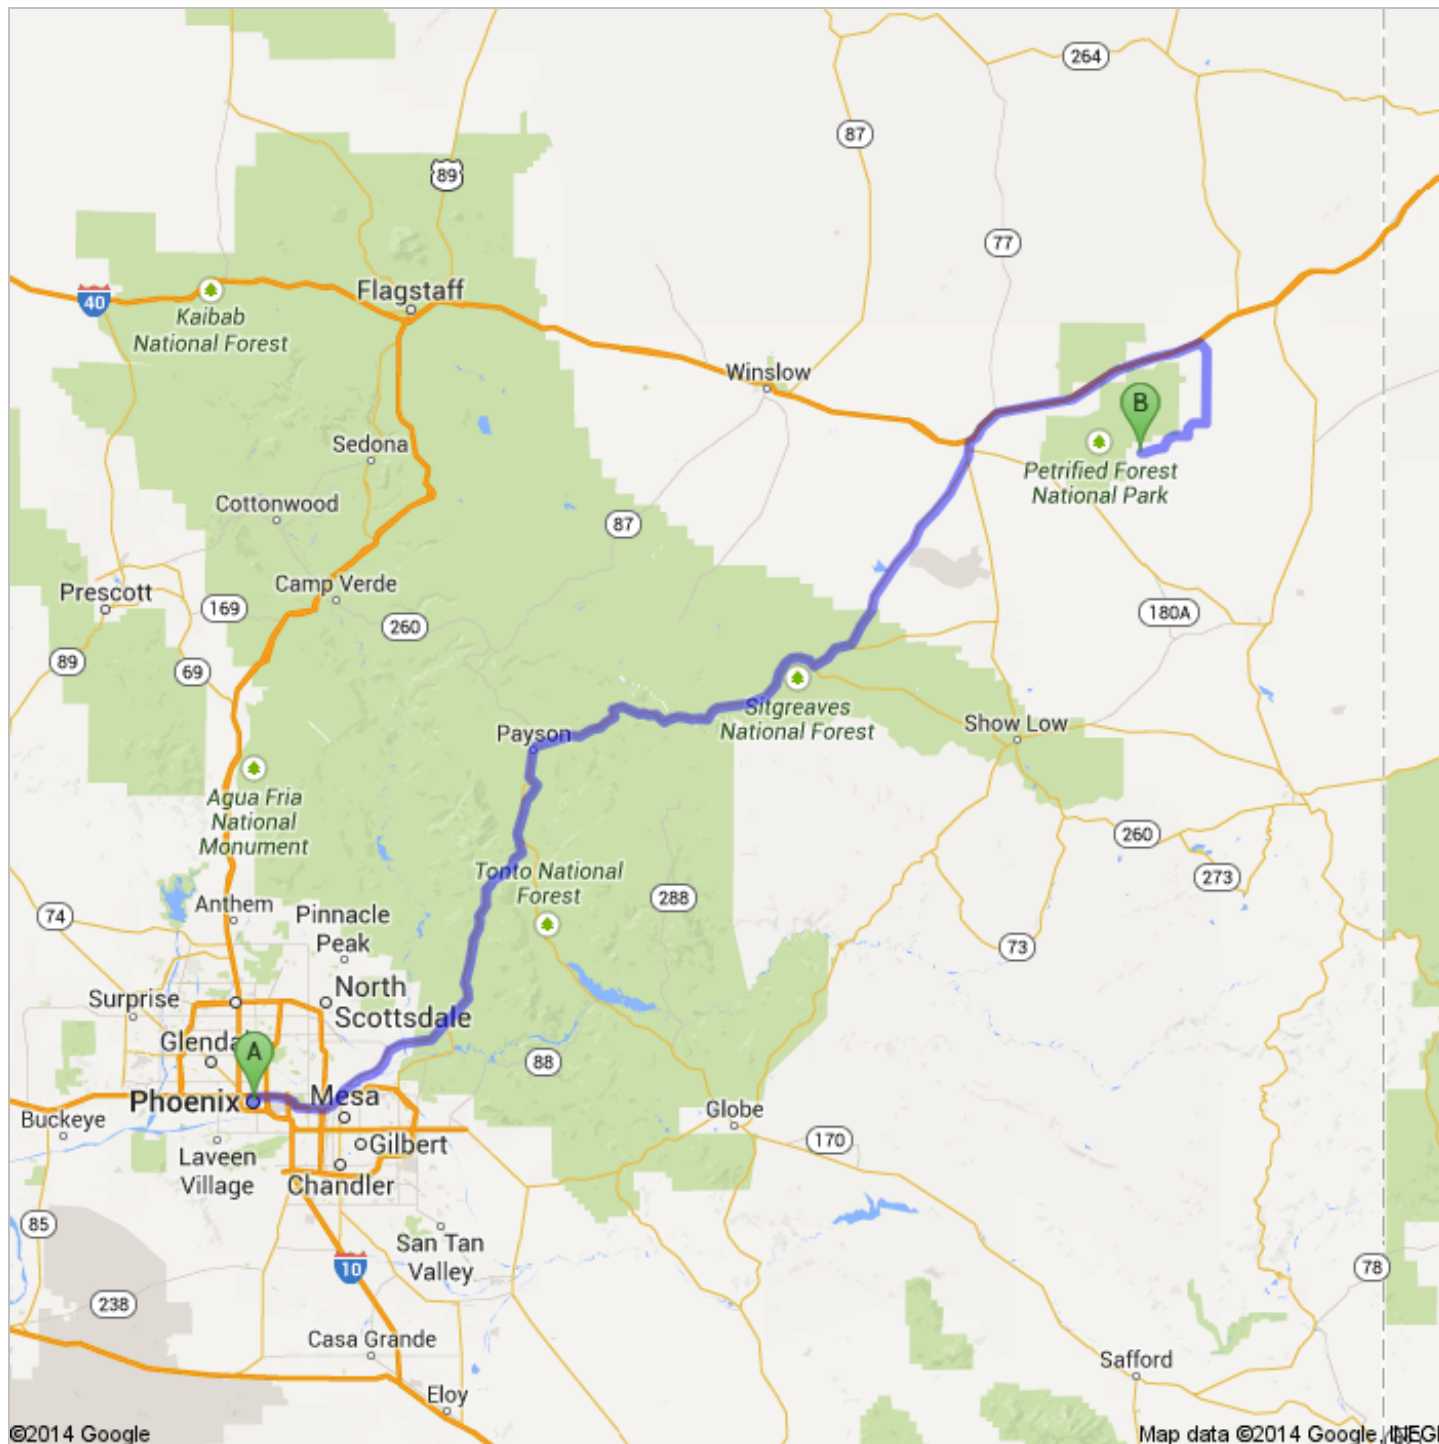 264
87
89
77
40
Kaibab
National Forest
Flagstaff
Winslow
B
Sedona
Petrified Forest
National Park
Cottonwood
87
Camp Verde
Prescott
169
260
180A
89
69
Sitgreaves
National Forest
Show Low
Payson
Agua Fria
National
Monument
260
Tonto National
Forest
273
288
74
Anthem
Pinnacle
Peak
73
Surprise
North
Scottsdale
Glenda
A
88
Phoenix
Mesa
Globe
Buckeye
Gilbert
170
Laveen
Village
Chandler
85
San Tan
Valley
10
78
238
Casa Grande
Safford
Eloy
©2014 Google
Map data ©2014 Google, INEGI